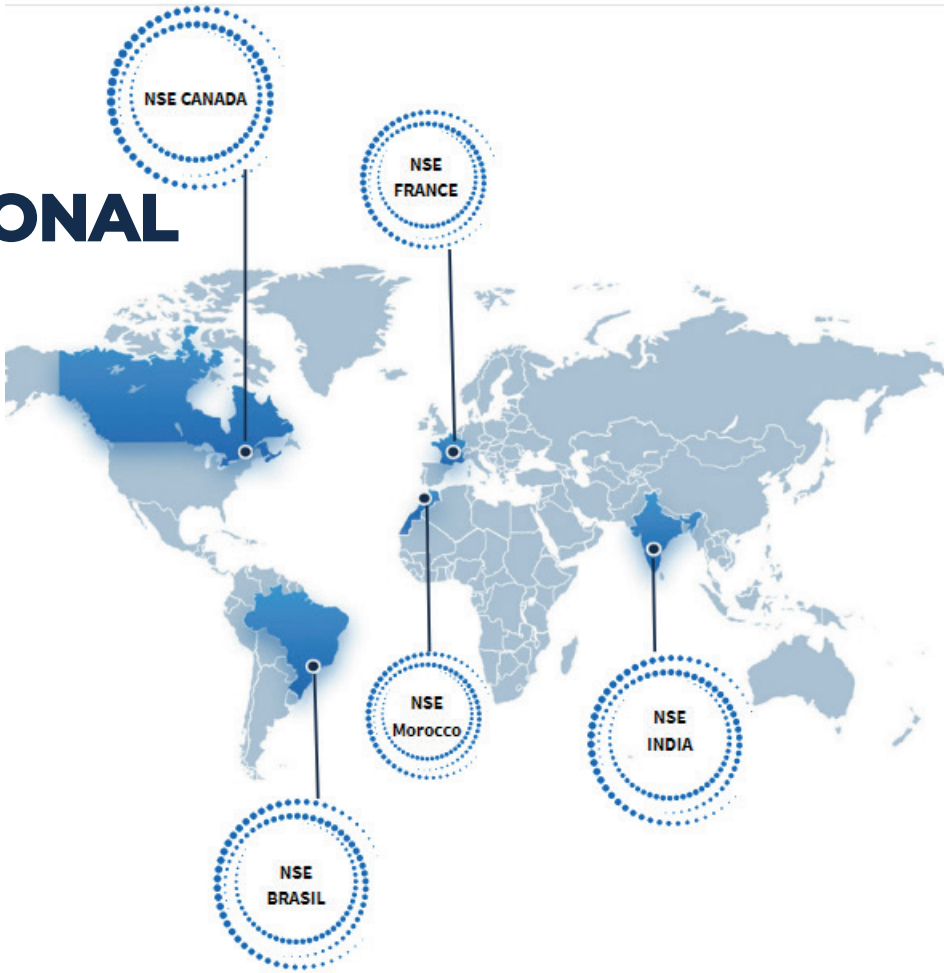 NSE CANADA
NSE
FRANCE
ONAL
NSE
Morocco
NSE
INDIA
NSE
BRASIL